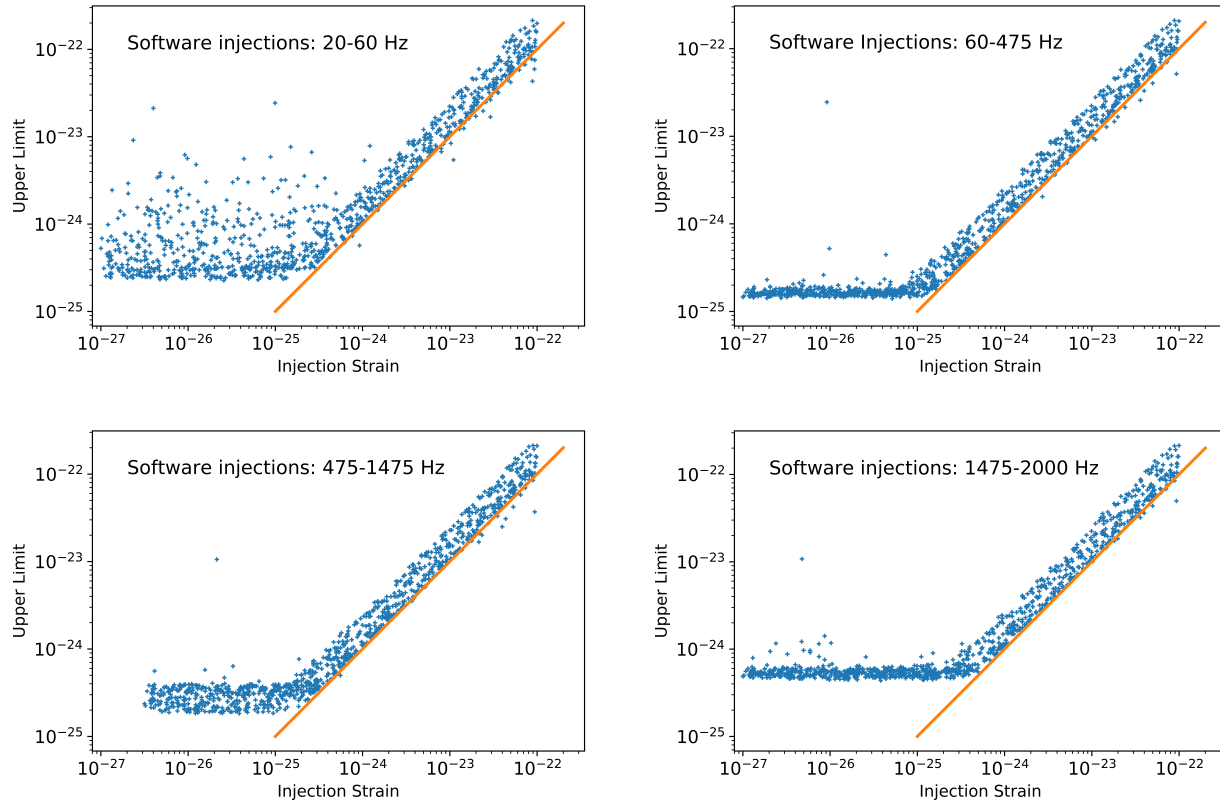 Software injections: 20-60 Hz
Upper Limit
10⁻²²
10⁻²³
10⁻²⁴
10⁻²⁵
10⁻²⁷ 10⁻²⁶ 10⁻²⁵ 10⁻²⁴ 10⁻²³ 10⁻²²
Injection Strain
Software Injections: 60-475 Hz
Upper Limit
10⁻²²
10⁻²³
10⁻²⁴
10⁻²⁵
10⁻²⁷ 10⁻²⁶ 10⁻²⁵ 10⁻²⁴ 10⁻²³ 10⁻²²
Injection Strain
Software injections: 475-1475 Hz
Upper Limit
10⁻²²
10⁻²³
10⁻²⁴
10⁻²⁵
10⁻²⁷ 10⁻²⁶ 10⁻²⁵ 10⁻²⁴ 10⁻²³ 10⁻²²
Injection Strain
Software injections: 1475-2000 Hz
Upper Limit
10⁻²²
10⁻²³
10⁻²⁴
10⁻²⁵
10⁻²⁷ 10⁻²⁶ 10⁻²⁵ 10⁻²⁴ 10⁻²³ 10⁻²²
Injection Strain